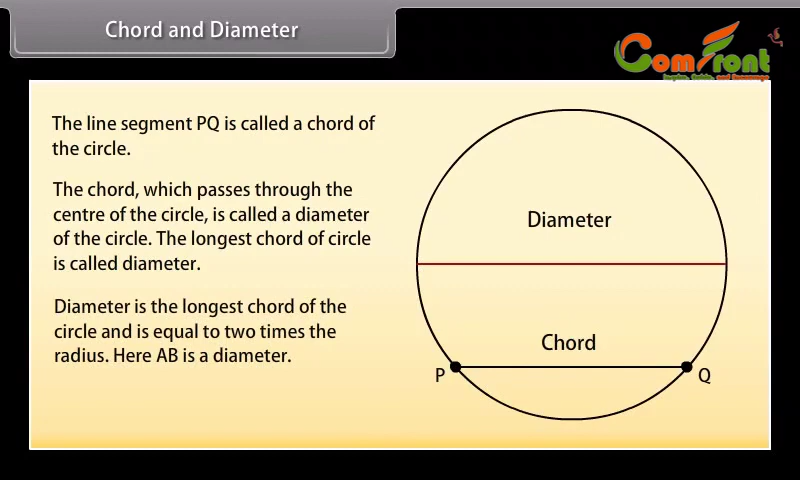 Chord and Diameter
ComFront
The line segment PQ is called a chord of
the circle.
The chord, which passes through the
centre of the circle, is called a diameter
of the circle. The longest chord of circle
is called diameter.
Diameter is the longest chord of the
circle and is equal to two times the
radius. Here AB is a diameter.
Diameter
Chord
P
Q